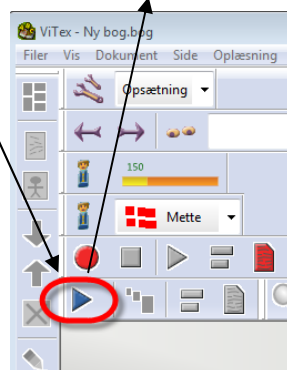 ViTex - Ny bog.bog
Filer Vis Dokument Side Oplæsning
Opsætning
150
Mette